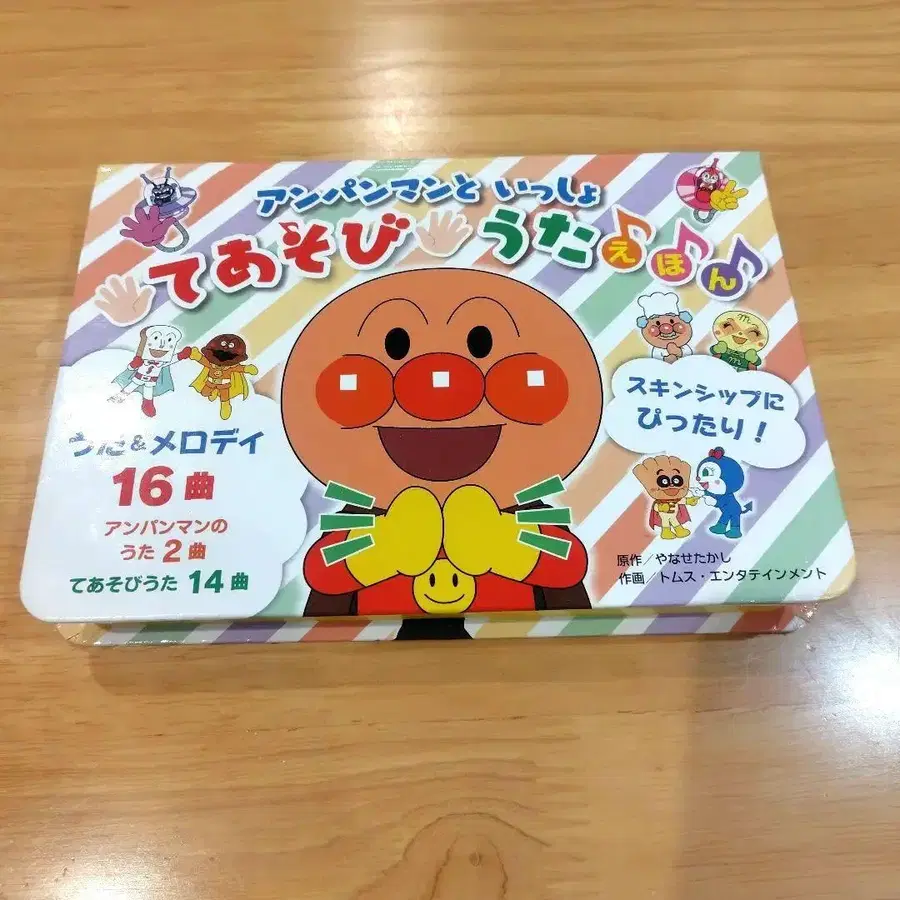 アンパンマンと いっしょ
てあそび うた えほん
うた&メロディ
16曲
アンパンマンの
うた 2曲
てあそびうた 14曲
スキンシップに
ぴったり！
原作／やなせたかし
作画／トムス・エンタテインメント